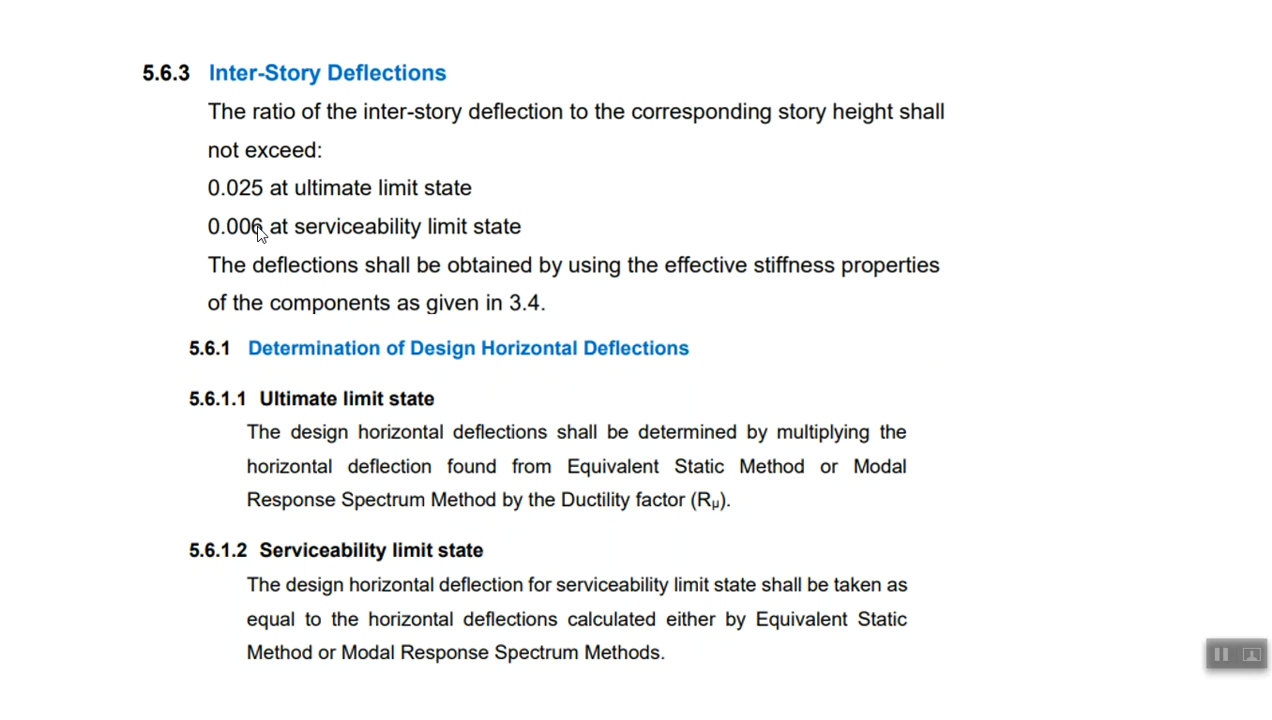 5.6.3 Inter-Story Deflections
The ratio of the inter-story deflection to the corresponding story height shall
not exceed:
0.025 at ultimate limit state
0.006 at serviceability limit state
The deflections shall be obtained by using the effective stiffness properties
of the components as given in 3.4.
5.6.1 Determination of Design Horizontal Deflections
5.6.1.1 Ultimate limit state
The design horizontal deflections shall be determined by multiplying the
horizontal deflection found from Equivalent Static Method or Modal
Response Spectrum Method by the Ductility factor (Rμ).
5.6.1.2 Serviceability limit state
The design horizontal deflection for serviceability limit state shall be taken as
equal to the horizontal deflections calculated either by Equivalent Static
Method or Modal Response Spectrum Methods.